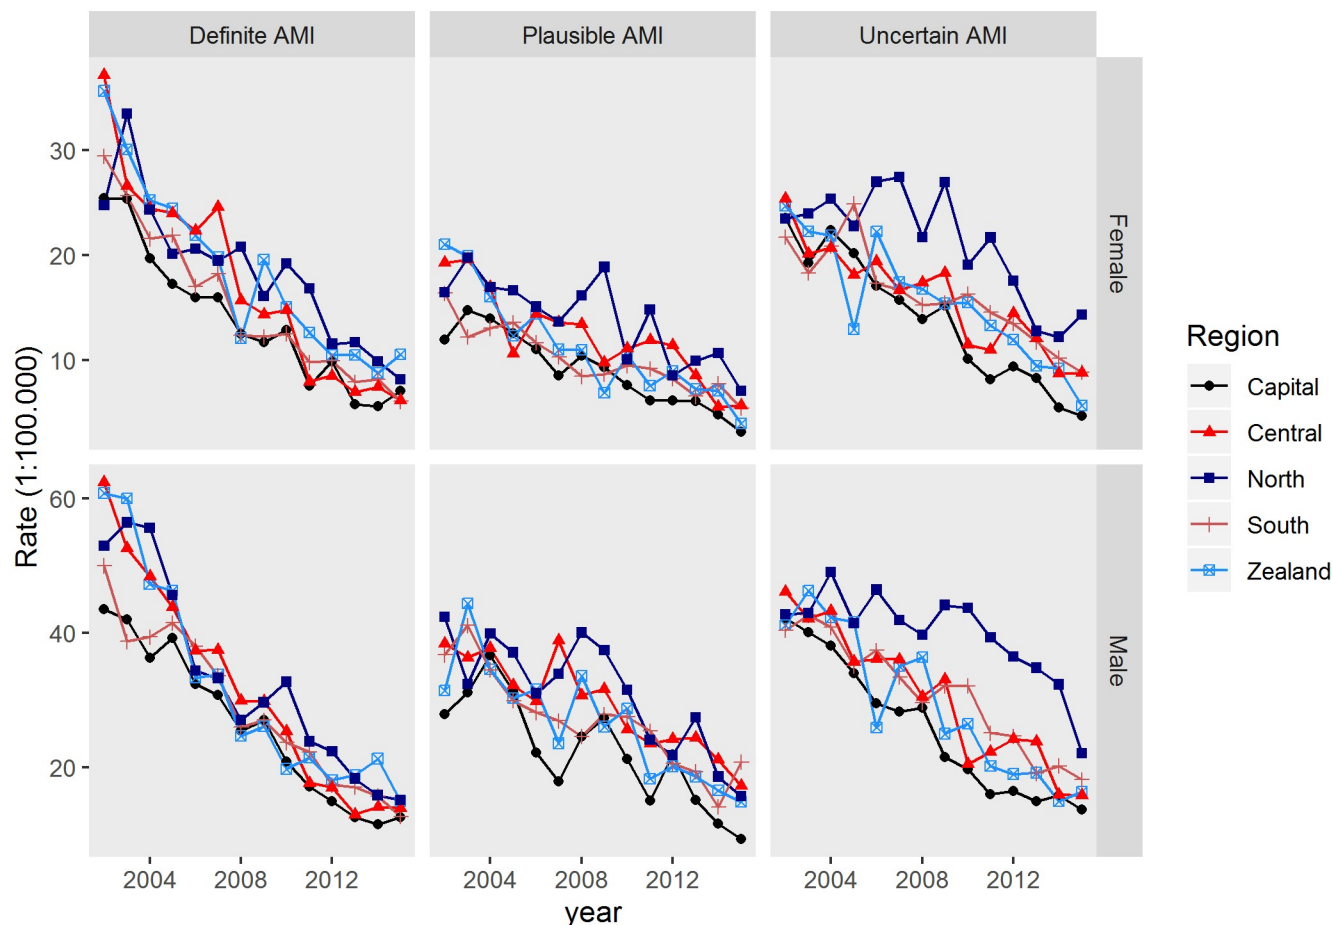 Definite AMI
Plausible AMI
Uncertain AMI
Rate (1:100.000)
30
20
10
Female
60
40
20
Male
2004
2008
2012
2004
2008
2012
2004
2008
2012
year
Region
Capital
Central
North
South
Zealand